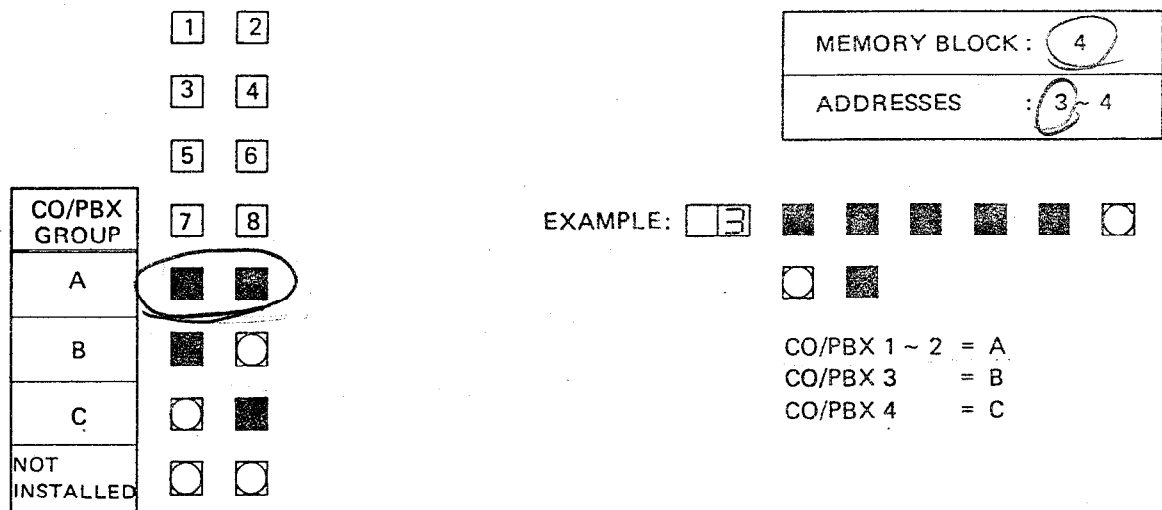 1 2
3 4
5 6
7 8
CO/PBX
GROUP
A
B
C
NOT
INSTALLED
MEMORY BLOCK : 4
ADDRESSES : 3 ~ 4
EXAMPLE: 3
CO/PBX 1 ~ 2 = A
CO/PBX 3 = B
CO/PBX 4 = C